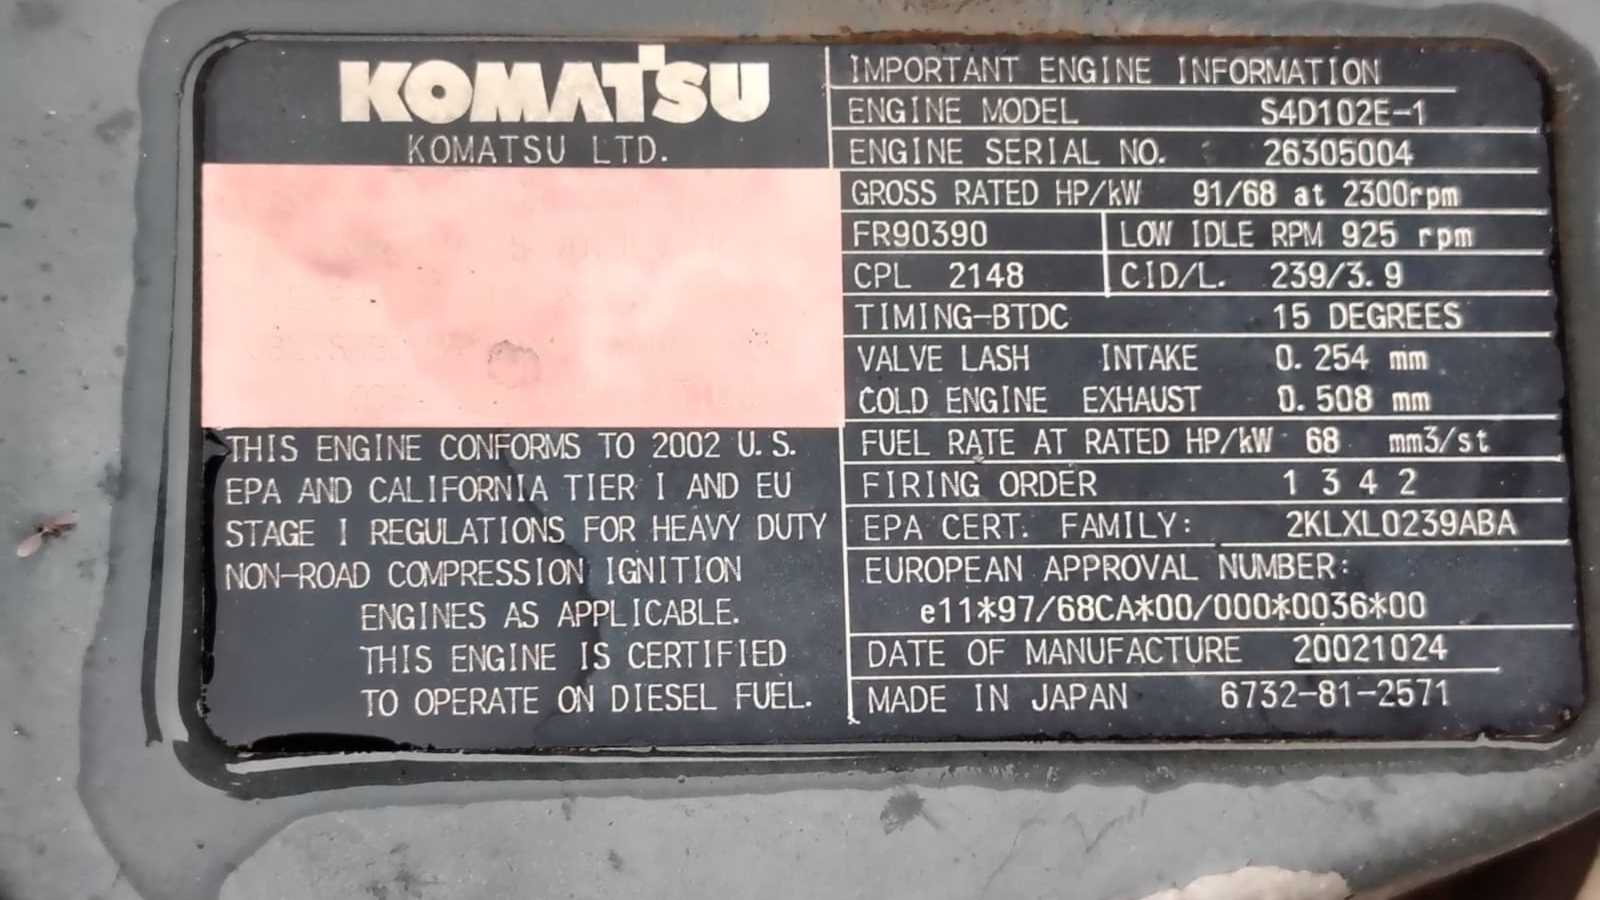 KOMATSU
KOMATSU LTD.
THIS ENGINE CONFORMS TO 2002 U.S.
EPA AND CALIFORNIA TIER I AND EU
STAGE I REGULATIONS FOR HEAVY DUTY
NON-ROAD COMPRESSION IGNITION
ENGINES AS APPLICABLE.
THIS ENGINE IS CERTIFIED
TO OPERATE ON DIESEL FUEL.
IMPORTANT ENGINE INFORMATION
ENGINE MODEL S4D102E-1
ENGINE SERIAL NO. 26305004
GROSS RATED HP/kW 91/68 at 2300rpm
FR90390 LOW IDLE RPM 925 rpm
CPL 2148 CID/L. 239/3.9
TIMING-BTDC 15 DEGREES
VALVE LASH INTAKE 0.254 mm
COLD ENGINE EXHAUST 0.508 mm
FUEL RATE AT RATED HP/kW 68 mm3/st
FIRING ORDER 1 3 4 2
EPA CERT. FAMILY: 2KLXL0239ABA
EUROPEAN APPROVAL NUMBER:
e11*97/68CA*00/000*0036*00
DATE OF MANUFACTURE 20021024
MADE IN JAPAN 6732-81-2571